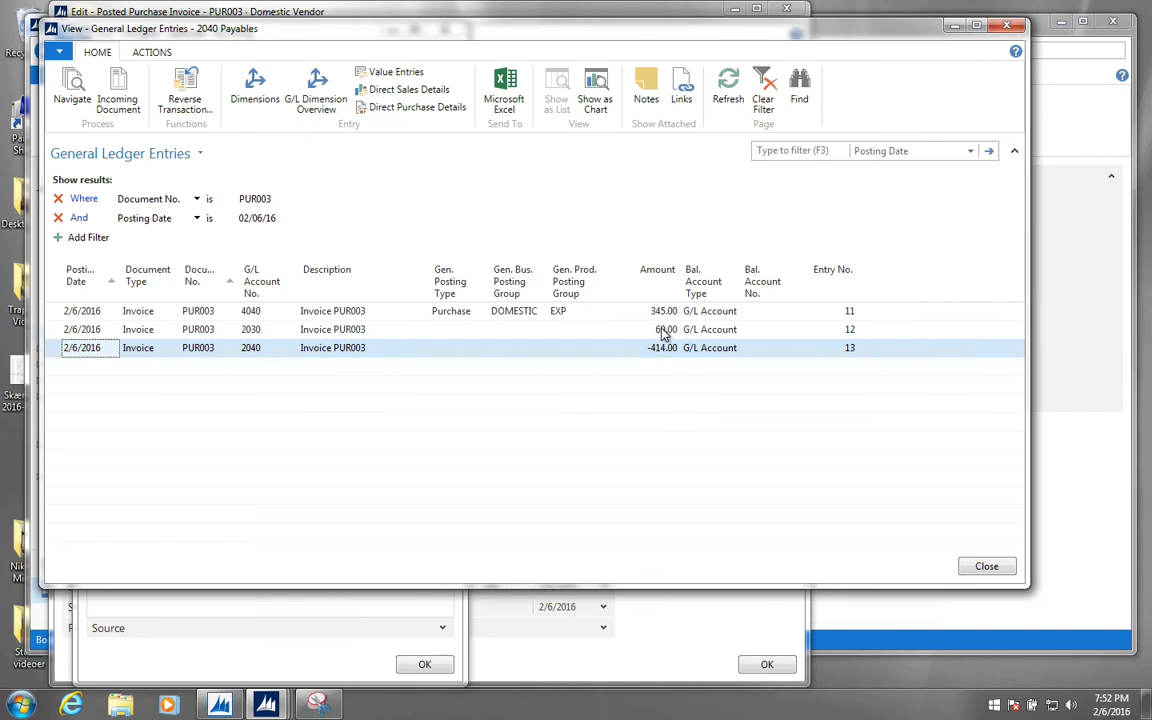 Edit - Posted Purchase Invoice - PUR003 · Domestic Vendor
View - General Ledger Entries - 2040 Payables
HOME ACTIONS
Navigate Incoming Document Reverse Transaction... Dimensions G/L Dimension Overview
Value Entries
Direct Sales Details
Direct Purchase Details
Microsoft Excel Show as List Show as Chart Notes Links Refresh Clear Filter Find
Process Functions Entry Send To View Show Attached Page
General Ledger Entries
Type to filter (F3) Posting Date
Show results:
Where Document No. is PUR003
And Posting Date is 02/06/16
Add Filter
Posti... Date Document Type Docu... No. G/L Account No. Description Gen. Posting Type Gen. Bus. Posting Group Gen. Prod. Posting Group Amount Bal. Account Type Bal. Account No. Entry No.
2/6/2016 Invoice PUR003 4040 Invoice PUR003 Purchase DOMESTIC EXP 345.00 G/L Account 11
2/6/2016 Invoice PUR003 2030 Invoice PUR003 G/L Account 12
2/6/2016 Invoice PUR003 2040 Invoice PUR003 -414.00 G/L Account 13
Close
2/6/2016
Source
OK OK
7:52 PM
2/6/2016